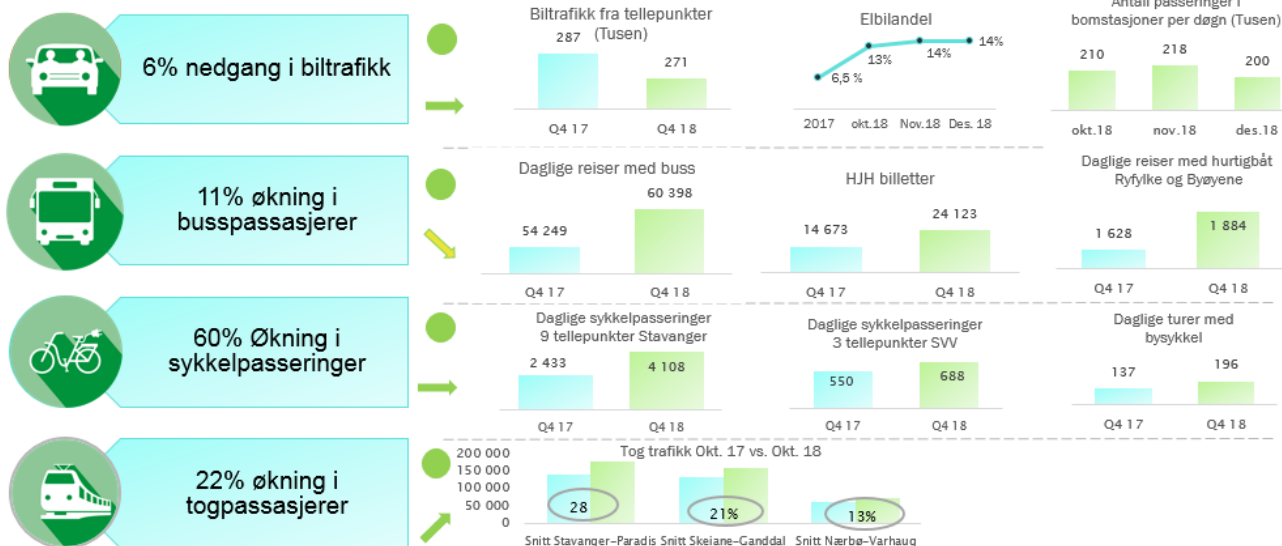 6% nedgang i biltrafikk
Biltrafikk fra tellepunkter
(Tusen)
287
271
Q4 17
Q4 18
Elbilandel
6,5 %
13%
14%
14%
2017
okt.18
Nov.18
Des. 18
Antall passeringer i
bomstasjoner per døgn (Tusen)
210
218
200
okt.18
nov.18
des.18
11% økning i
busspassasjerer
Daglige reiser med buss
54 249
60 398
Q4 17
Q4 18
HJH billetter
14 673
24 123
Q4 17
Q4 18
Daglige reiser med hurtigbåt
Ryfylke og Byøyene
1 628
1 884
Q4 17
Q4 18
60% Økning i
sykkelpasseringer
Daglige sykkelpasseringer
9 tellepunkter Stavanger
2 433
4 108
Q4 17
Q4 18
Daglige sykkelpasseringer
3 tellepunkter SVV
550
688
Q4 17
Q4 18
Daglige turer med
bysykkel
137
196
Q4 17
Q4 18
22% økning i
togpassasjerer
Tog trafikk Okt. 17 vs. Okt. 18
200 000
150 000
100 000
50 000
0
28
21%
13%
Snitt Stavanger–Paradis
Snitt Skeiane–Ganddal
Snitt Nærbø–Varhaug